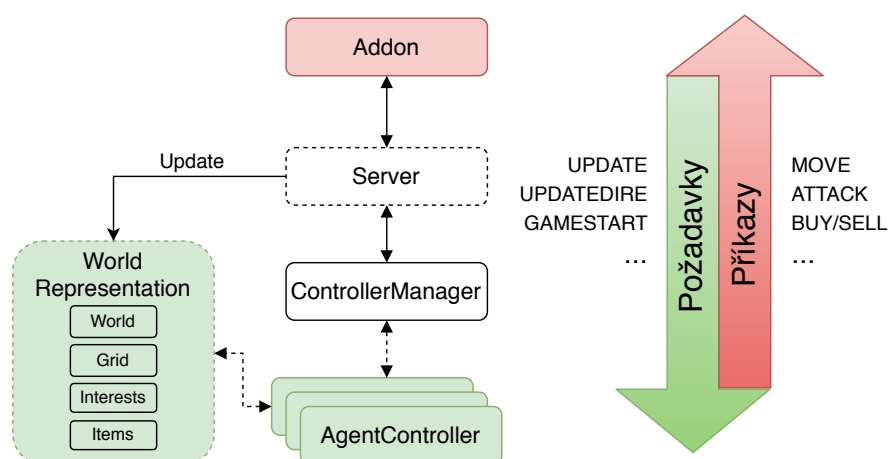 Addon
Update
Server
World
Representation
World
Grid
Interests
Items
ControllerManager
AgentController
UPDATE
UPDATEDIRE
GAMESTART
...
Požadavky
Příkazy
MOVE
ATTACK
BUY/SELL
...